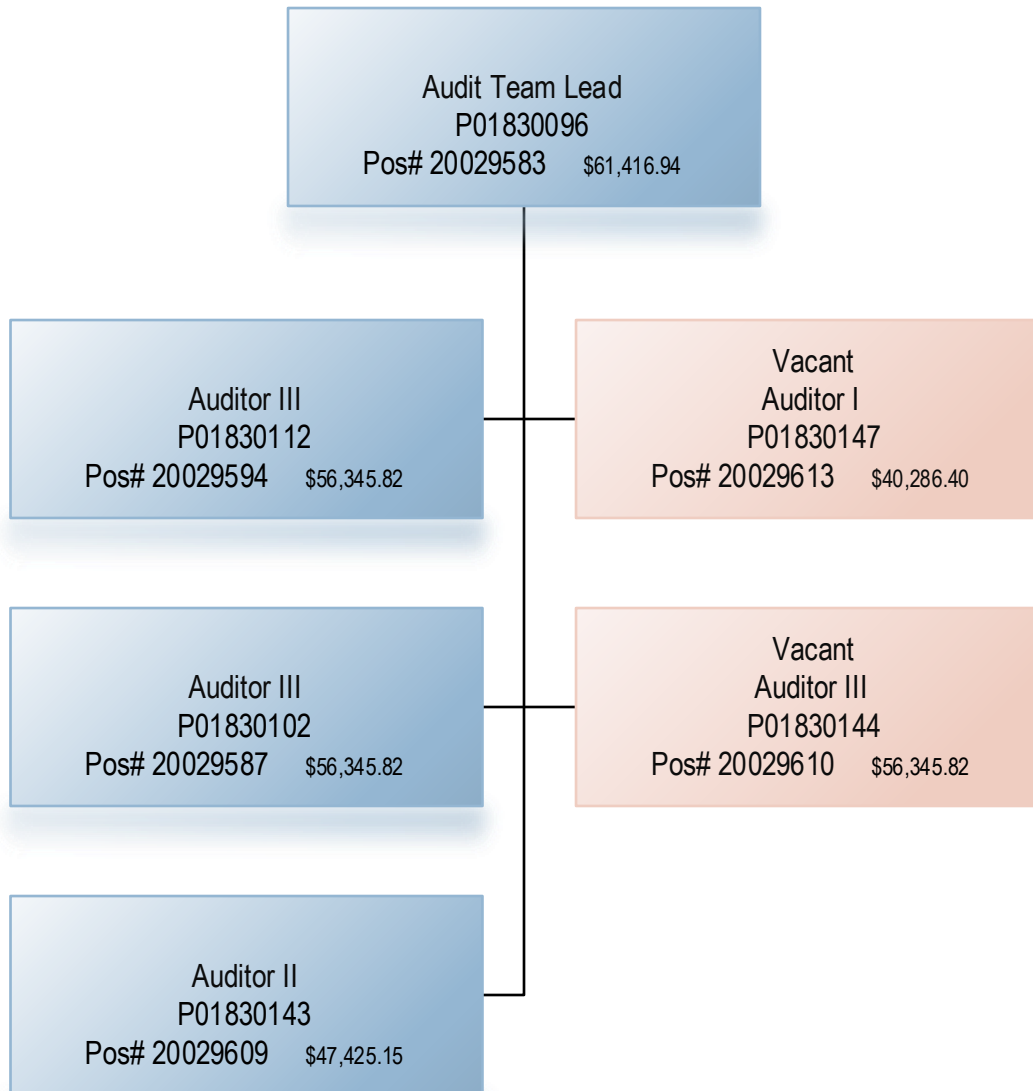 Audit Team Lead
P01830096
Pos# 20029583 $61,416.94
Auditor III
P01830112
Pos# 20029594 $56,345.82
Vacant
Auditor I
P01830147
Pos# 20029613 $40,286.40
Auditor III
P01830102
Pos# 20029587 $56,345.82
Vacant
Auditor III
P01830144
Pos# 20029610 $56,345.82
Auditor II
P01830143
Pos# 20029609 $47,425.15